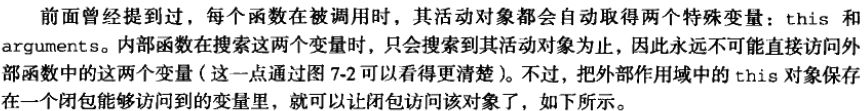 前面曾经提到过，每个函数在被调用时，其活动对象都会自动取得两个特殊变量：this 和
arguments。内部函数在搜索这两个变量时，只会搜索到其活动对象为止，因此永远不可能直接访问外
部函数中的这两个变量（这一点通过图 7-2 可以看得更清楚）。不过，把外部作用域中的 this 对象保存
在一个闭包能够访问到的变量里，就可以让闭包访问该对象了，如下所示。